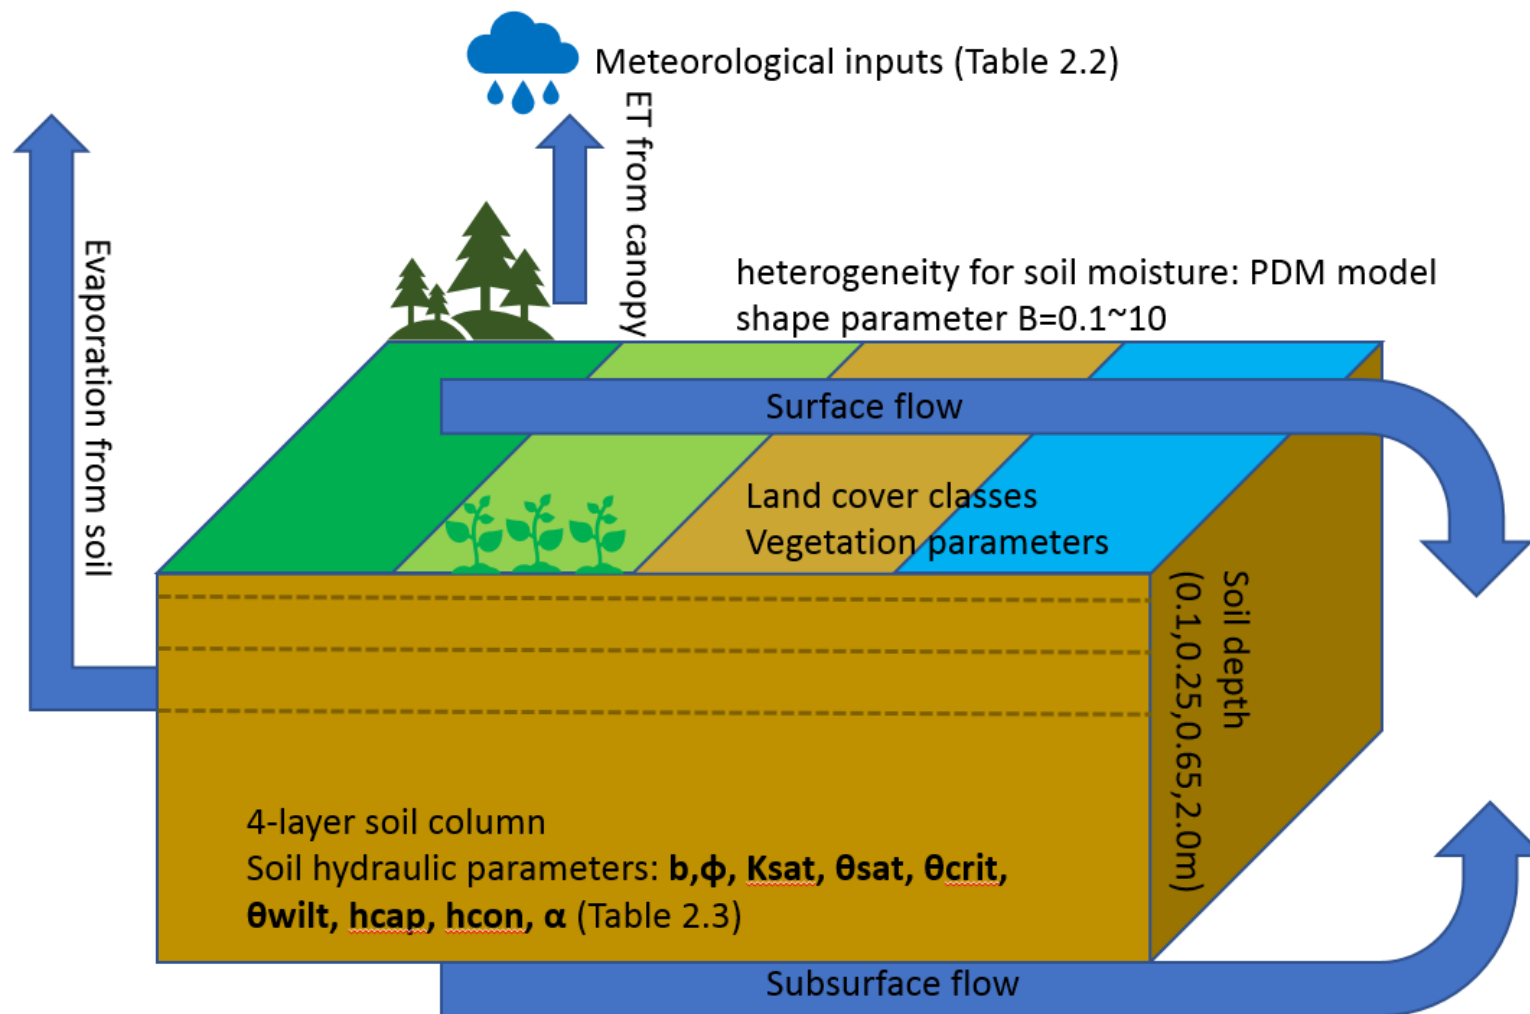 Meteorological inputs (Table 2.2)
ET from canopy
Evaporation from soil
heterogeneity for soil moisture: PDM model
shape parameter B=0.1~10
Surface flow
Land cover classes
Vegetation parameters
Soil depth
(0.1,0.25,0.65,2.0m)
4-layer soil column
Soil hydraulic parameters: b,ϕ, Ksat, θsat, θcrit,
θwilt, hcap, hcon, α (Table 2.3)
Subsurface flow